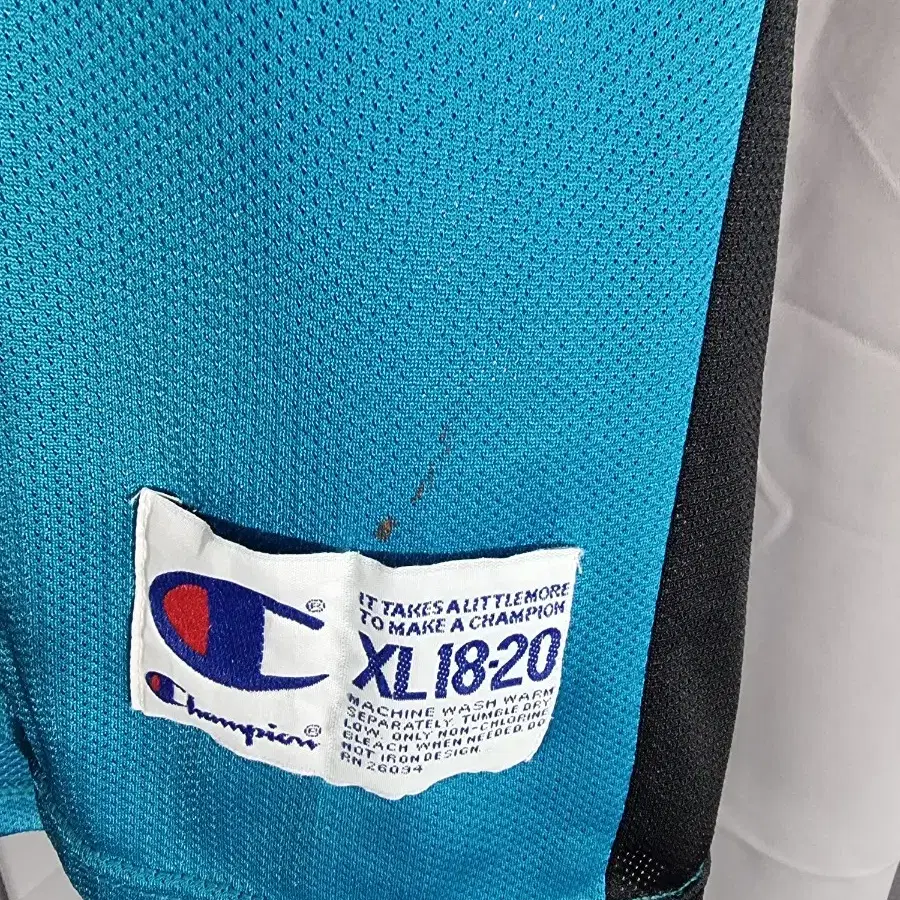 IT TAKES A LITTLE MORE
TO MAKE A CHAMPION
XL 18-20
MACHINE WASH WARM
SEPARATELY. TUMBLE DRY
LOW. ONLY NON-CHLORINE
BLEACH WHEN NEEDED. DO
NOT IRON DESIGN.
RN 26094
Champion®